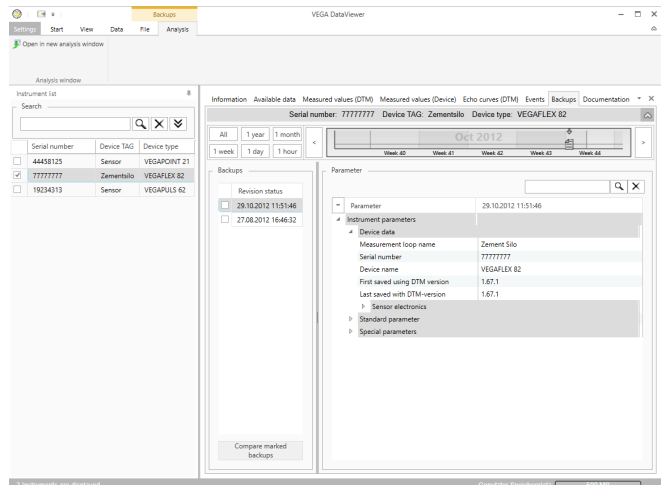 Backups
VEGA DataViewer
Settings Start View Data File Analysis
Open in new analysis window
Analysis window
Instrument list
Search
Serial number Device TAG Device type
44458125 Sensor VEGAPOINT 21
77777777 Zementsilo VEGAFLEX 82
19234313 Sensor VEGAPULS 62
Information Available data Measured values (DTM) Measured values (Device) Echo curves (DTM) Events Backups Documentation
Serial number: 77777777 Device TAG: Zementsilo Device type: VEGAFLEX 82
All 1 year 1 month
1 week 1 day 1 hour
< Oct 2012 >
Week 40 Week 41 Week 42 Week 43 Week 44
Backups
Revision status
29.10.2012 11:51:46
27.08.2012 16:46:32
Compare marked
backups
Parameter
Parameter 29.10.2012 11:51:46
Instrument parameters
Device data
Measurement loop name Zement Silo
Serial number 77777777
Device name VEGAFLEX 82
First saved using DTM version 1.67.1
Last saved with DTM-version 1.67.1
Sensor electronics
Standard parameter
Special parameters